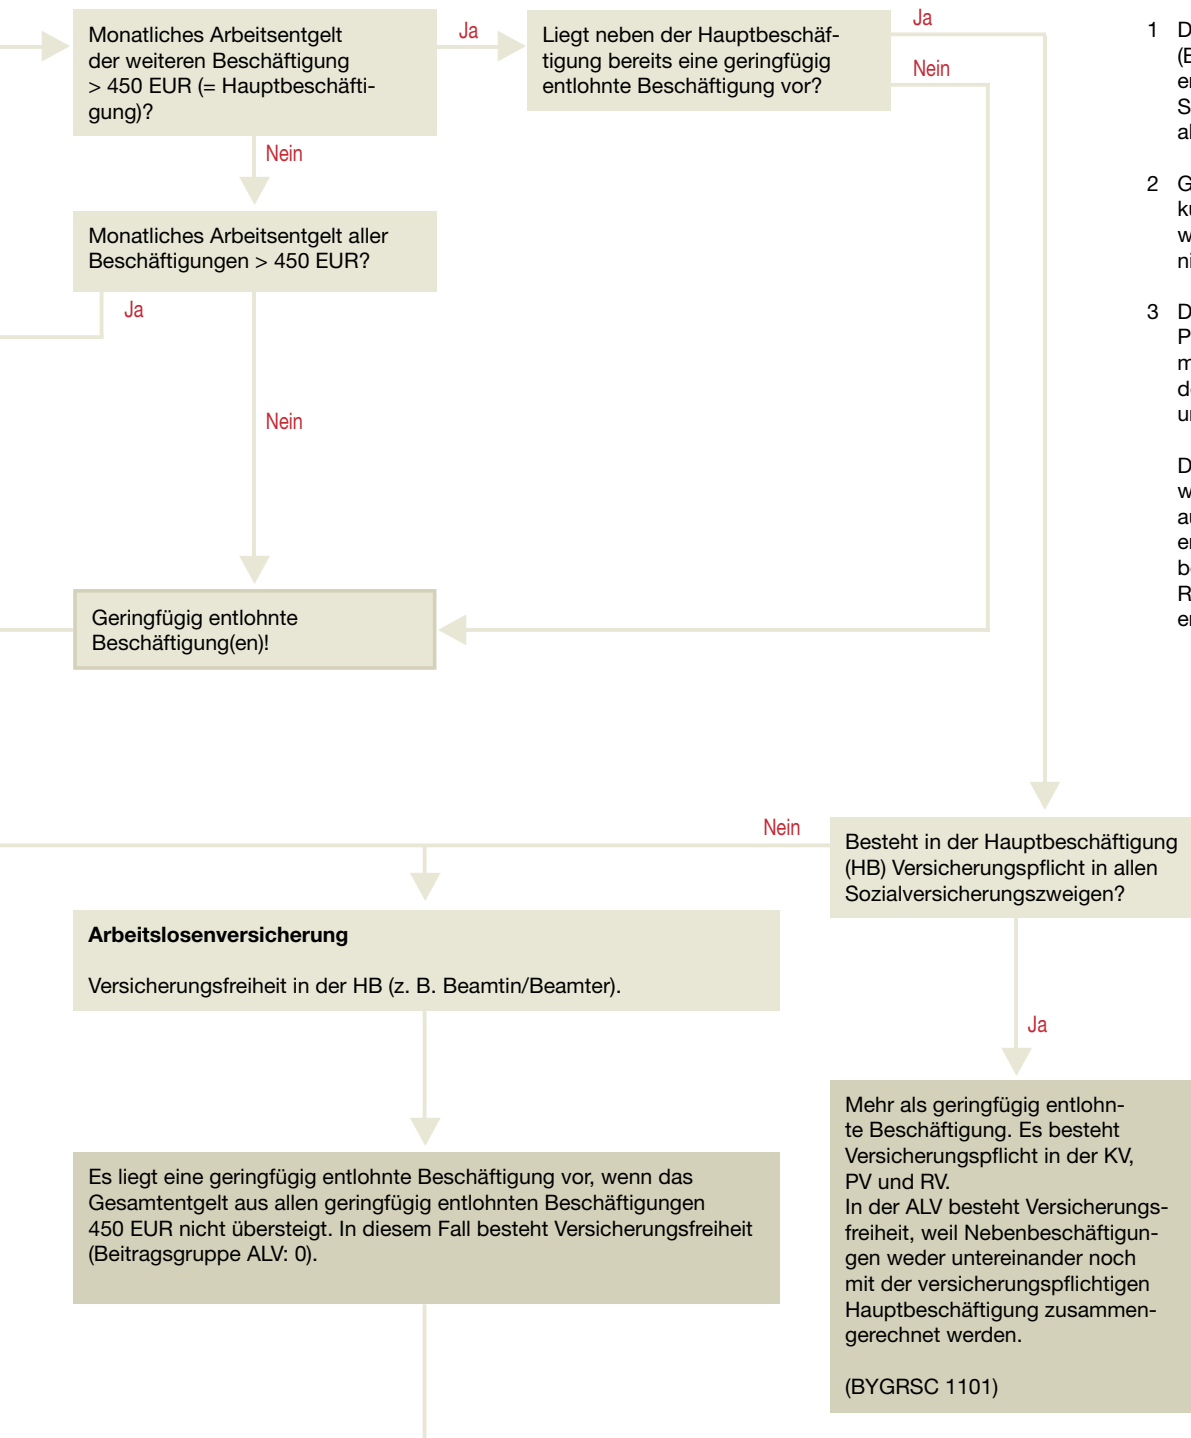 Monatliches Arbeitsentgelt
der weiteren Beschäftigung
> 450 EUR (= Hauptbeschäfti-
gung)?
Ja
Liegt neben der Hauptbeschäf-
tigung bereits eine geringfügig
entlohnte Beschäftigung vor?
Ja
Nein
Nein
Monatliches Arbeitsentgelt aller
Beschäftigungen > 450 EUR?
Ja
Nein
Geringfügig entlohnte
Beschäftigung(en)!
1
2
3
Nein
Besteht in der Hauptbeschäftigung
(HB) Versicherungspflicht in allen
Sozialversicherungszweigen?
Arbeitslosenversicherung
Versicherungsfreiheit in der HB (z. B. Beamtin/Beamter).
Ja
Es liegt eine geringfügig entlohnte Beschäftigung vor, wenn das
Gesamtentgelt aus allen geringfügig entlohnten Beschäftigungen
450 EUR nicht übersteigt. In diesem Fall besteht Versicherungsfreiheit
(Beitragsgruppe ALV: 0).
Mehr als geringfügig entlohn-
te Beschäftigung. Es besteht
Versicherungspflicht in der KV,
PV und RV.
In der ALV besteht Versicherungs-
freiheit, weil Nebenbeschäftigun-
gen weder untereinander noch
mit der versicherungspflichtigen
Hauptbeschäftigung zusammen-
gerechnet werden.
(BYGRSC 1101)